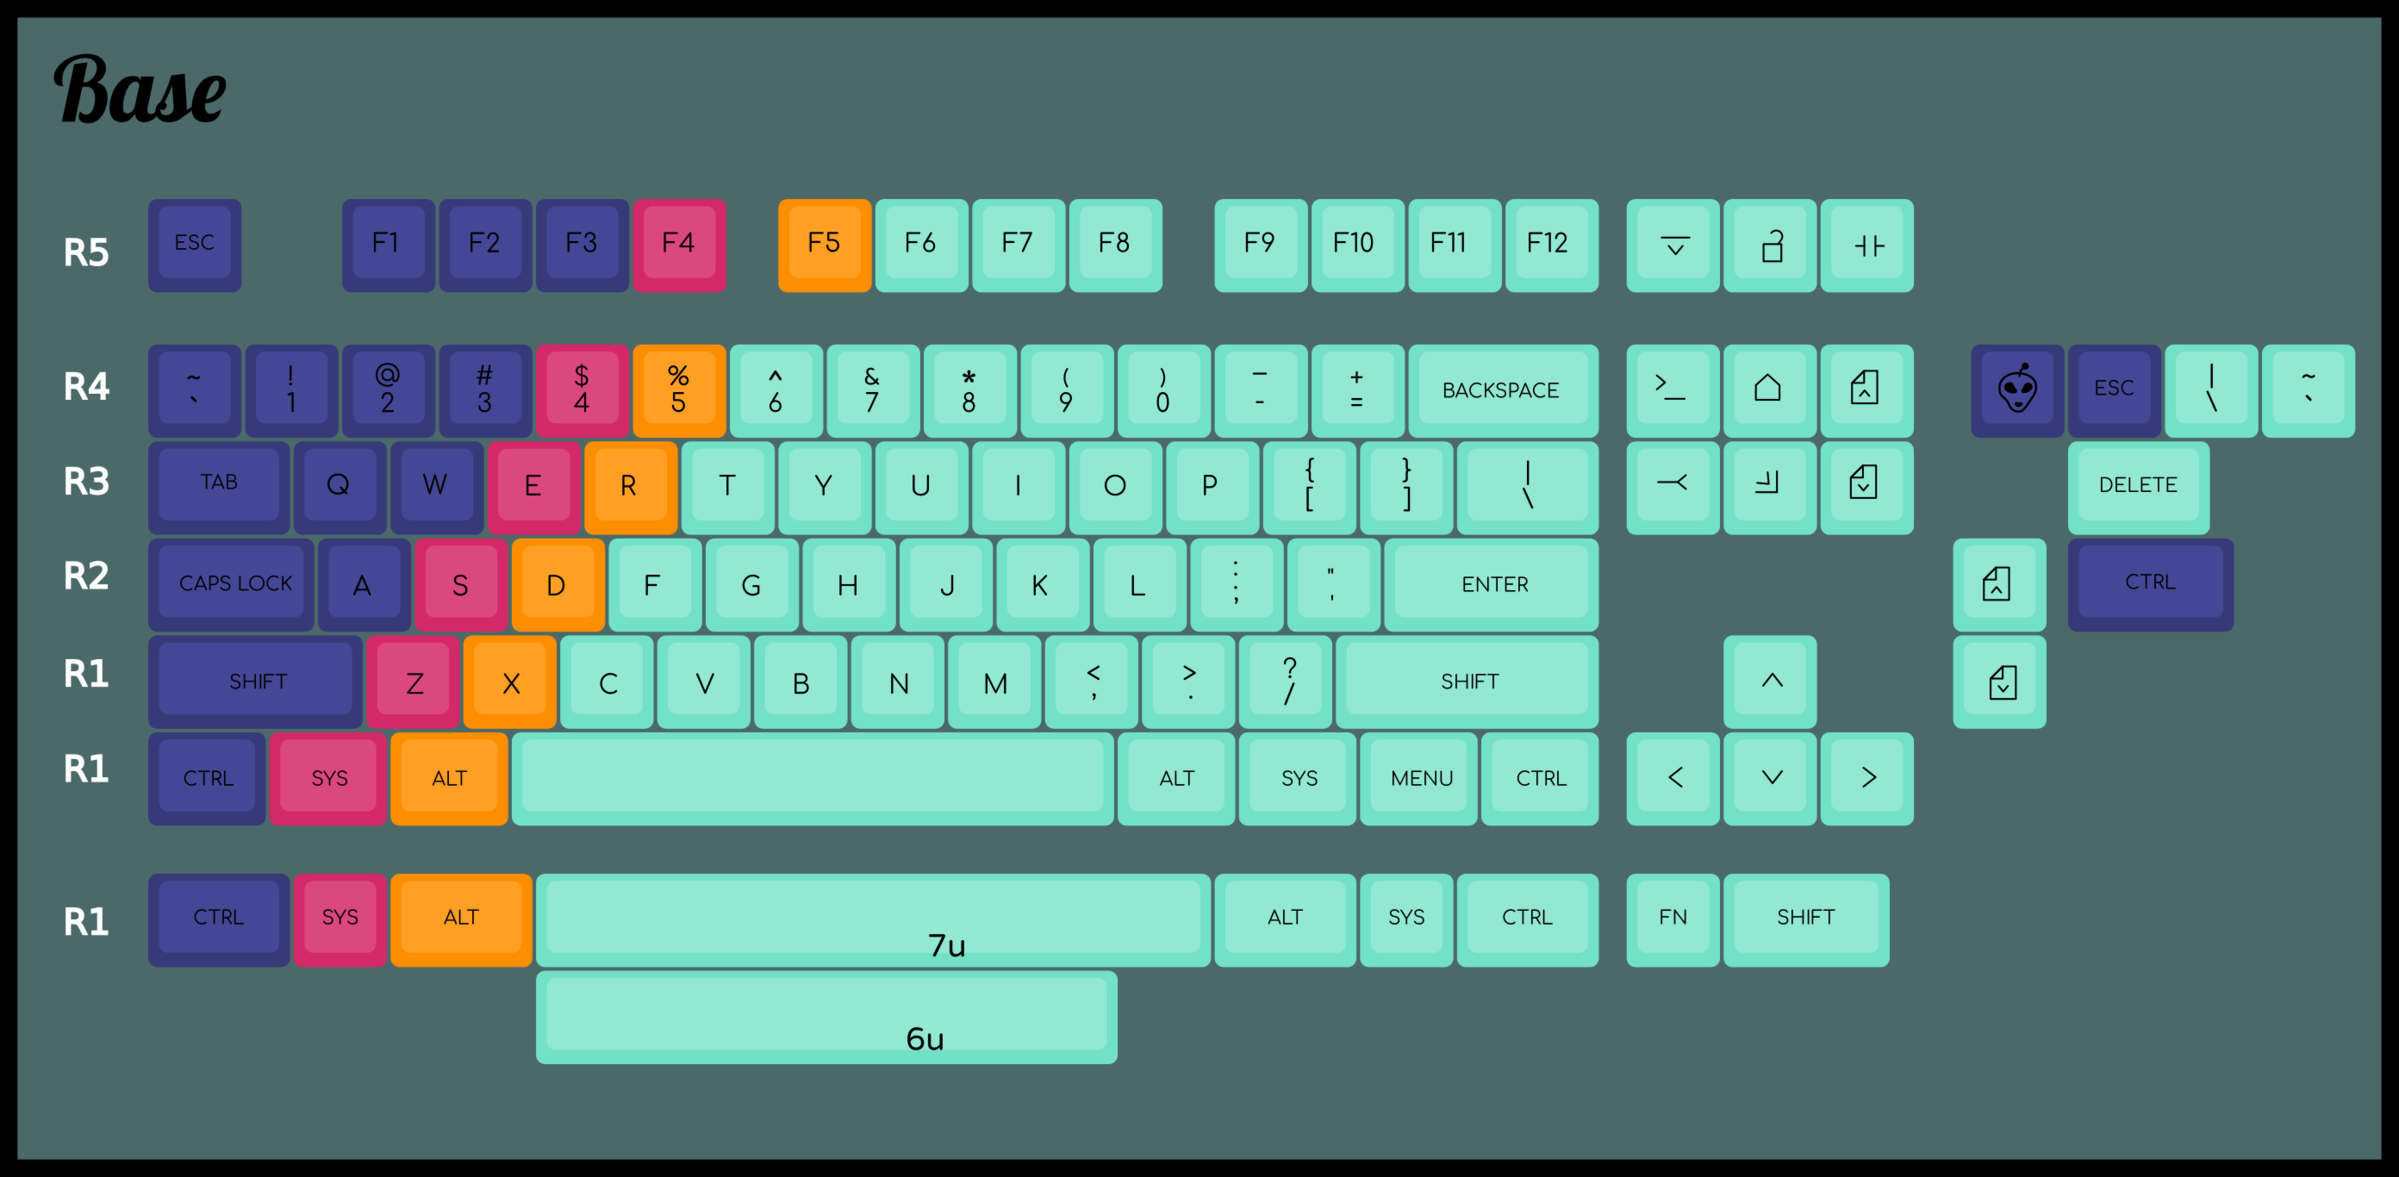 Base
R5 ESC F1 F2 F3 F4 F5 F6 F7 F8 F9 F10 F11 F12
R4 ~ ` ! 1 @ 2 # 3 $ 4 % 5 ^ 6 & 7 * 8 ( 9 ) 0 _ - + = BACKSPACE >_ ESC | \ ~ `
R3 TAB Q W E R T Y U I O P { [ } ] | \ DELETE
R2 CAPS LOCK A S D F G H J K L : ; " ' ENTER CTRL
R1 SHIFT Z X C V B N M < , > . ? / SHIFT
R1 CTRL SYS ALT ALT SYS MENU CTRL
R1 CTRL SYS ALT 7u ALT SYS CTRL FN SHIFT
6u